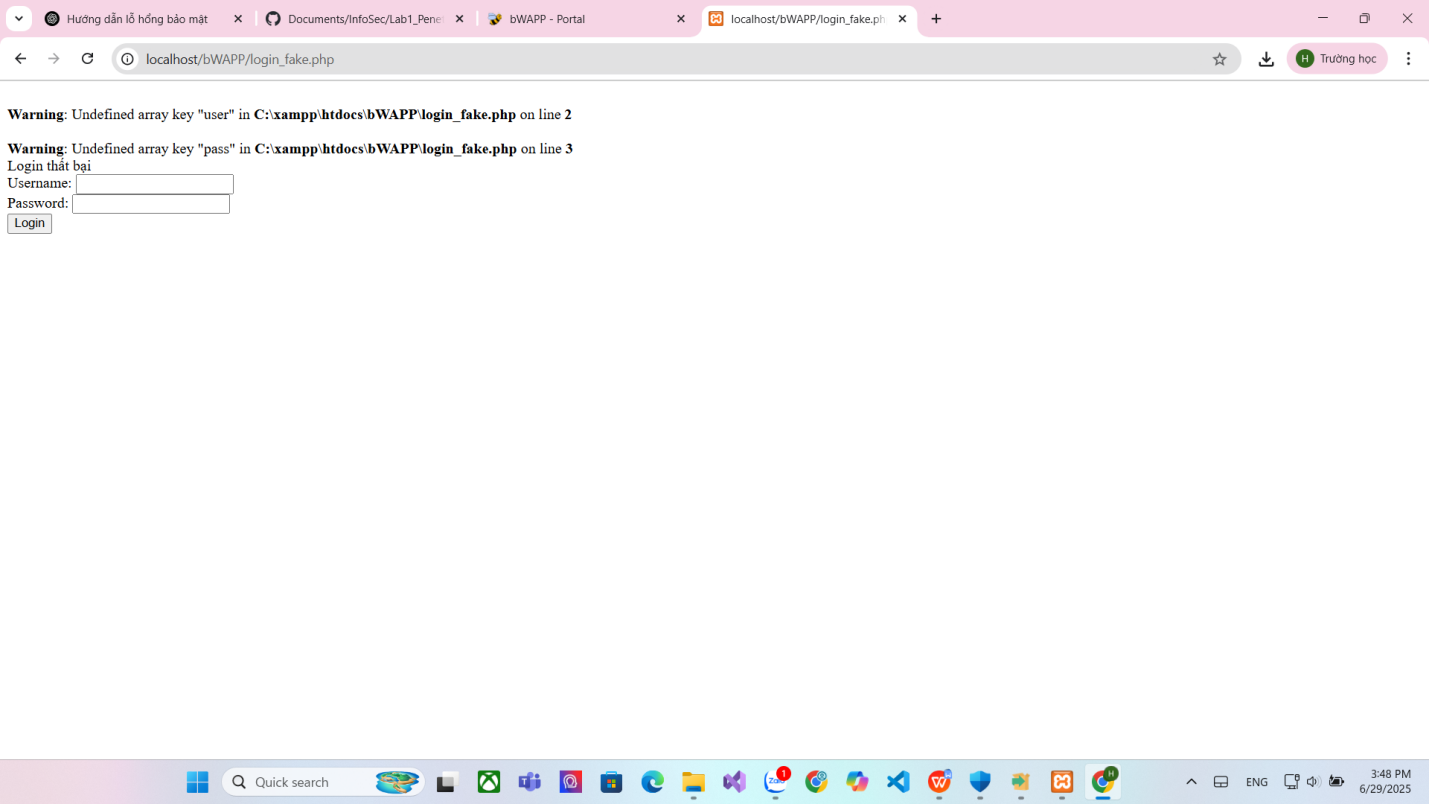 Hướng dẫn lỗ hổng bảo mật
Documents/InfoSec/Lab1_Pene
bWAPP - Portal
localhost/bWAPP/login_fake.ph
localhost/bWAPP/login_fake.php
H Trường học
Warning: Undefined array key "user" in C:\xampp\htdocs\bWAPP\login_fake.php on line 2
Warning: Undefined array key "pass" in C:\xampp\htdocs\bWAPP\login_fake.php on line 3
Login thất bại
Username:
Password:
Login
Quick search
Zalo
1
H
ENG
3:48 PM
6/29/2025